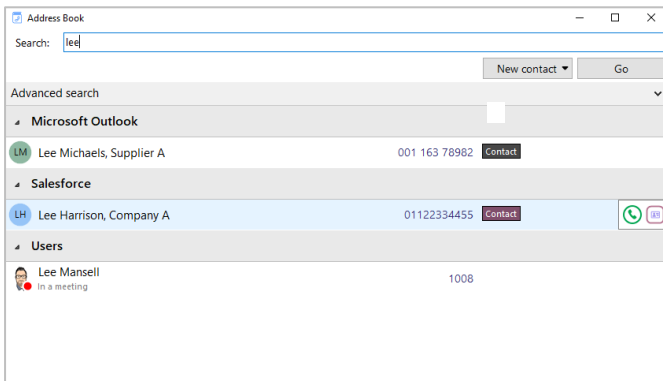 Address Book
Search: lee
New contact Go
Advanced search
Microsoft Outlook
LM Lee Michaels, Supplier A 001 163 78982 Contact
Salesforce
LH Lee Harrison, Company A 01122334455 Contact
Users
Lee Mansell 1008
In a meeting